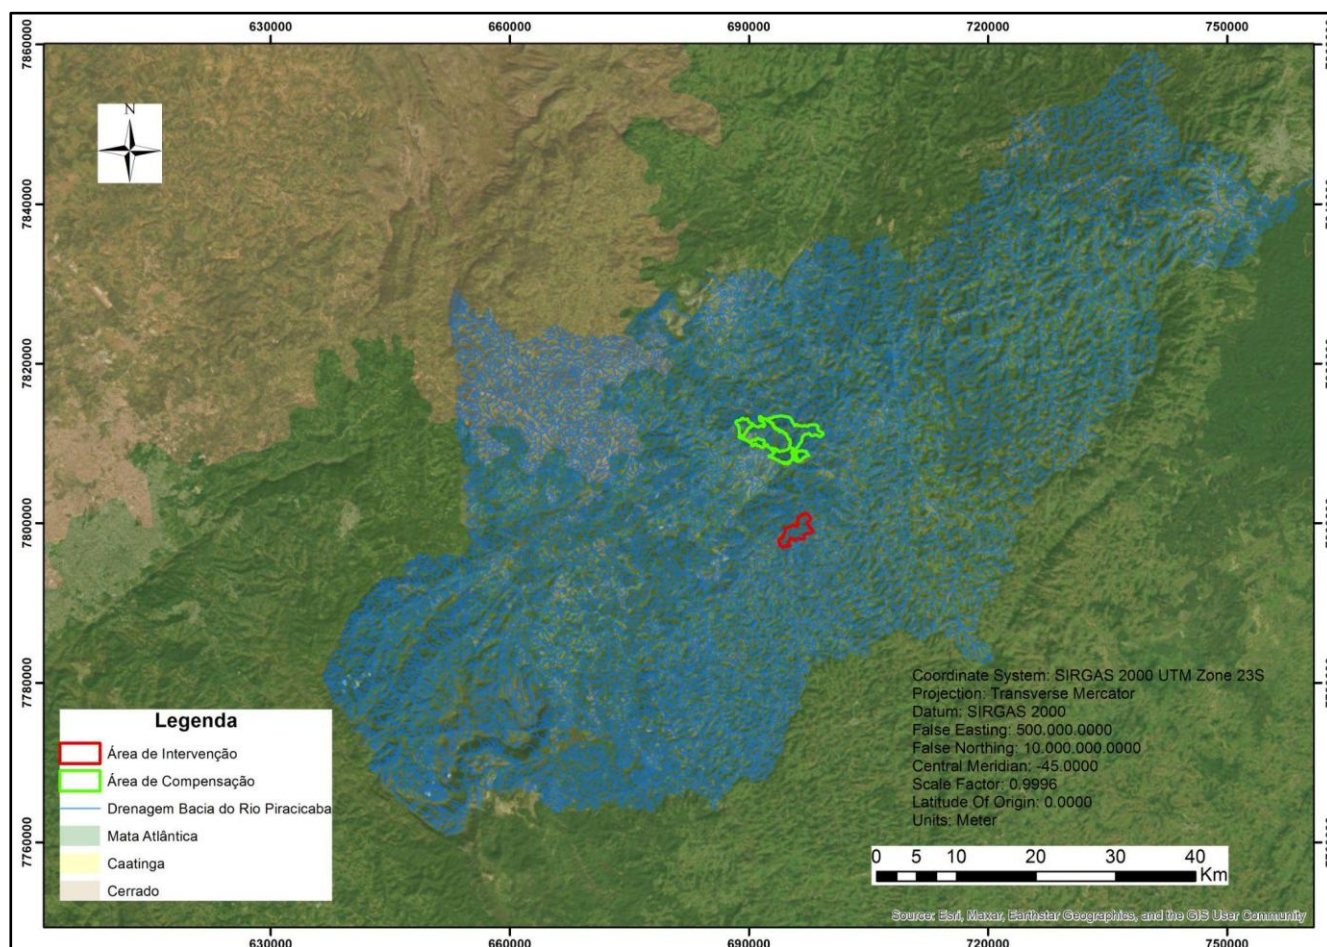 630000
660000
690000
720000
750000
7860000
N
7840000
7820000
7800000
7780000
7760000
Legenda
Área de Intervenção
Área de Compensação
Drenagem Bacia do Rio Piracicaba
Mata Atlântica
Caatinga
Cerrado
Coordinate System: SIRGAS 2000 UTM Zone 23S
Projection: Transverse Mercator
Datum: SIRGAS 2000
False Easting: 500.000.0000
False Northing: 10.000.000.0000
Central Meridian: -45.0000
Scale Factor: 0.9996
Latitude Of Origin: 0.0000
Units: Meter
0 5 10 20 30 40
Km
Source: Esri, Maxar, Earthstar Geographics, and the GIS User Community
630000
660000
690000
720000
750000